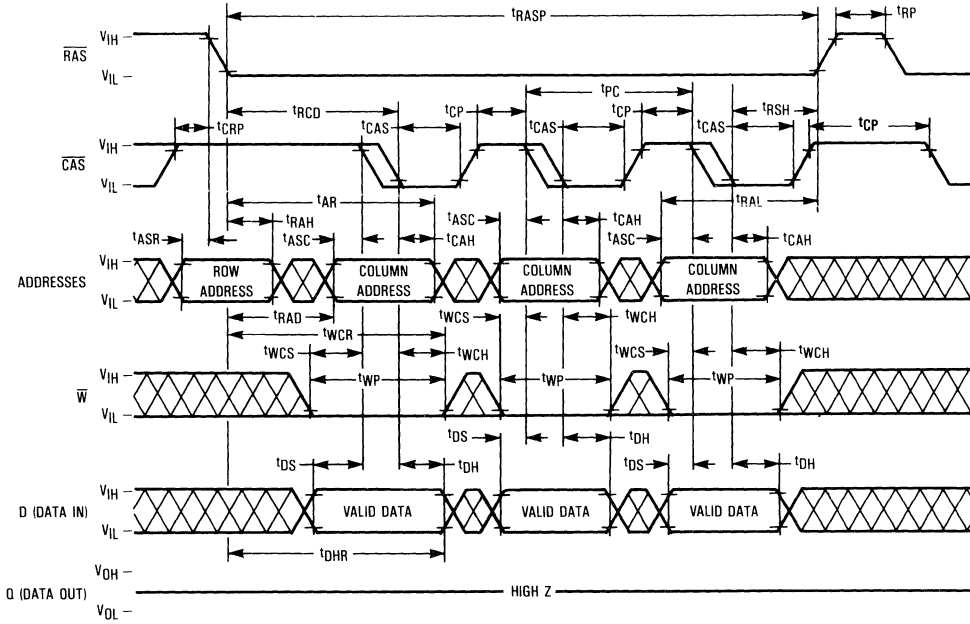 tRASP
tRP
VIH
RAS
VIL
tRCD
tCP
tPC
tCP
tRSH
tCRP
tCAS
tCAS
tCAS
tCP
VIH
CAS
VIL
tAR
tRAL
tRAH
tASC
tCAH
tASR
tASC
tCAH
tASC
tCAH
VIH
ADDRESSES
VIL
ROW
ADDRESS
COLUMN
ADDRESS
COLUMN
ADDRESS
COLUMN
ADDRESS
tRAD
tWCS
tWCH
tWCR
tWCS
tWCH
tWCS
tWCH
VIH
W
VIL
tWP
tWP
tWP
tDS
tDH
tDS
tDH
tDS
tDH
VIH
D (DATA IN)
VIL
VALID DATA
VALID DATA
VALID DATA
tDHR
VOH
Q (DATA OUT)
HIGH Z
VOL